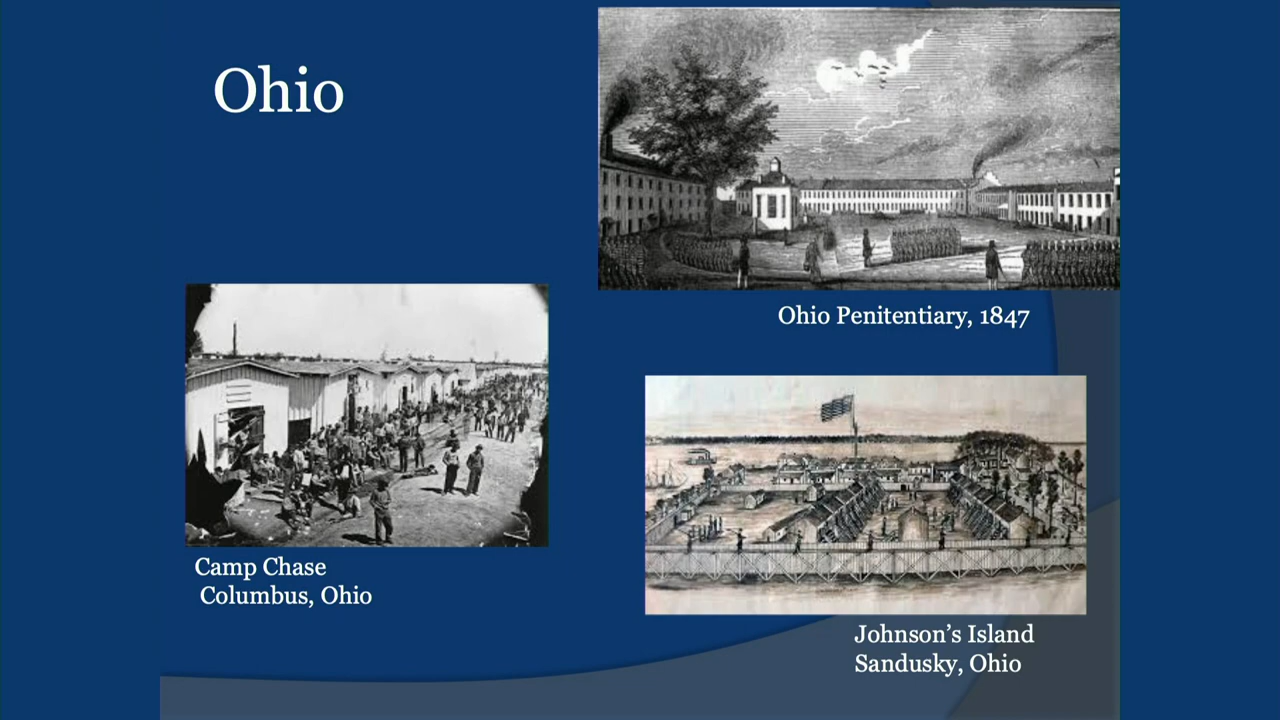 Ohio
Ohio Penitentiary, 1847
Camp Chase
Columbus, Ohio
Johnson's Island
Sandusky, Ohio